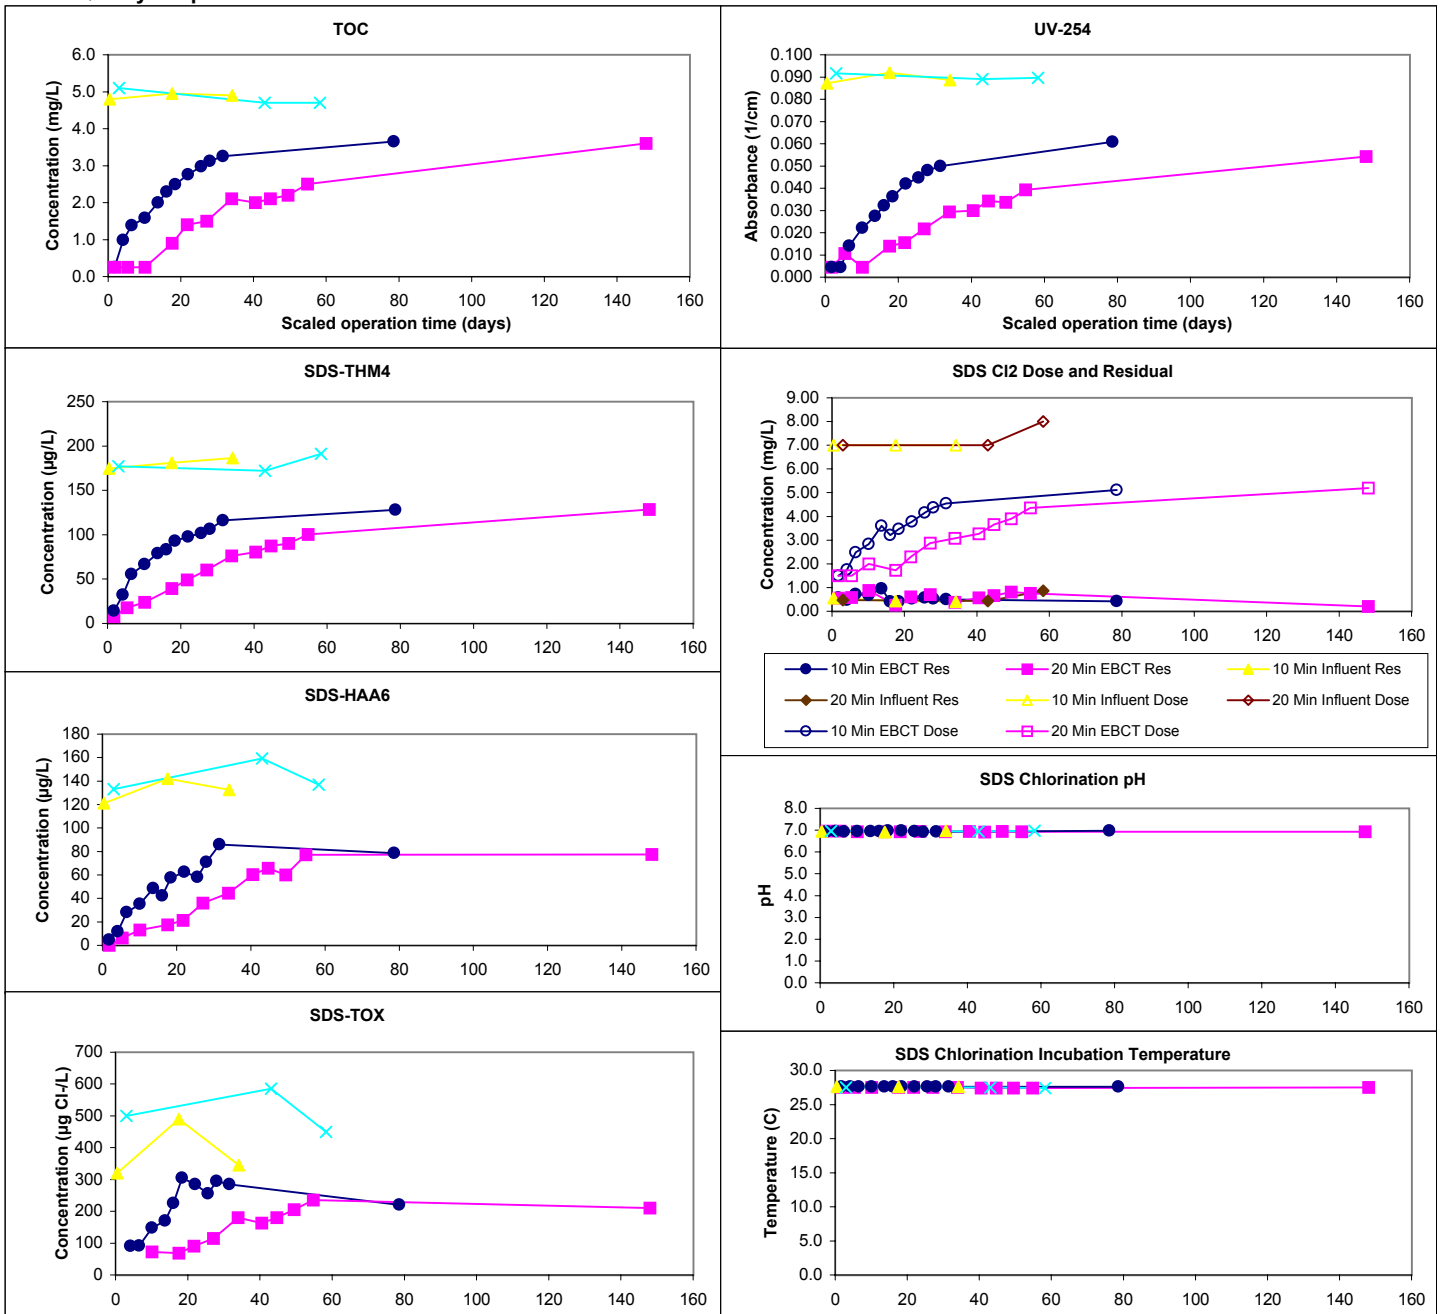 TOC
6.0
5.0
4.0
3.0
2.0
1.0
0.0
Concentration (mg/L)
0 20 40 60 80 100 120 140 160
Scaled operation time (days)
UV-254
0.100
0.090
0.080
0.070
0.060
0.050
0.040
0.030
0.020
0.010
0.000
Absorbance (1/cm)
0 20 40 60 80 100 120 140 160
Scaled operation time (days)
SDS-THM4
250
200
150
100
50
0
Concentration (µg/L)
0 20 40 60 80 100 120 140 160
SDS Cl2 Dose and Residual
9.00
8.00
7.00
6.00
5.00
4.00
3.00
2.00
1.00
0.00
Concentration (mg/L)
0 20 40 60 80 100 120 140 160
10 Min EBCT Res 20 Min EBCT Res 10 Min Influent Res
20 Min Influent Res 10 Min Influent Dose 20 Min Influent Dose
10 Min EBCT Dose 20 Min EBCT Dose
SDS-HAA6
180
160
140
120
100
80
60
40
20
0
Concentration (µg/L)
0 20 40 60 80 100 120 140 160
SDS Chlorination pH
8.0
7.0
6.0
5.0
4.0
3.0
2.0
1.0
0.0
pH
0 20 40 60 80 100 120 140 160
SDS-TOX
700
600
500
400
300
200
100
0
Concentration (µg Cl-/L)
0 20 40 60 80 100 120 140 160
SDS Chlorination Incubation Temperature
30.0
25.0
20.0
15.0
10.0
5.0
0.0
Temperature (C)
0 20 40 60 80 100 120 140 160